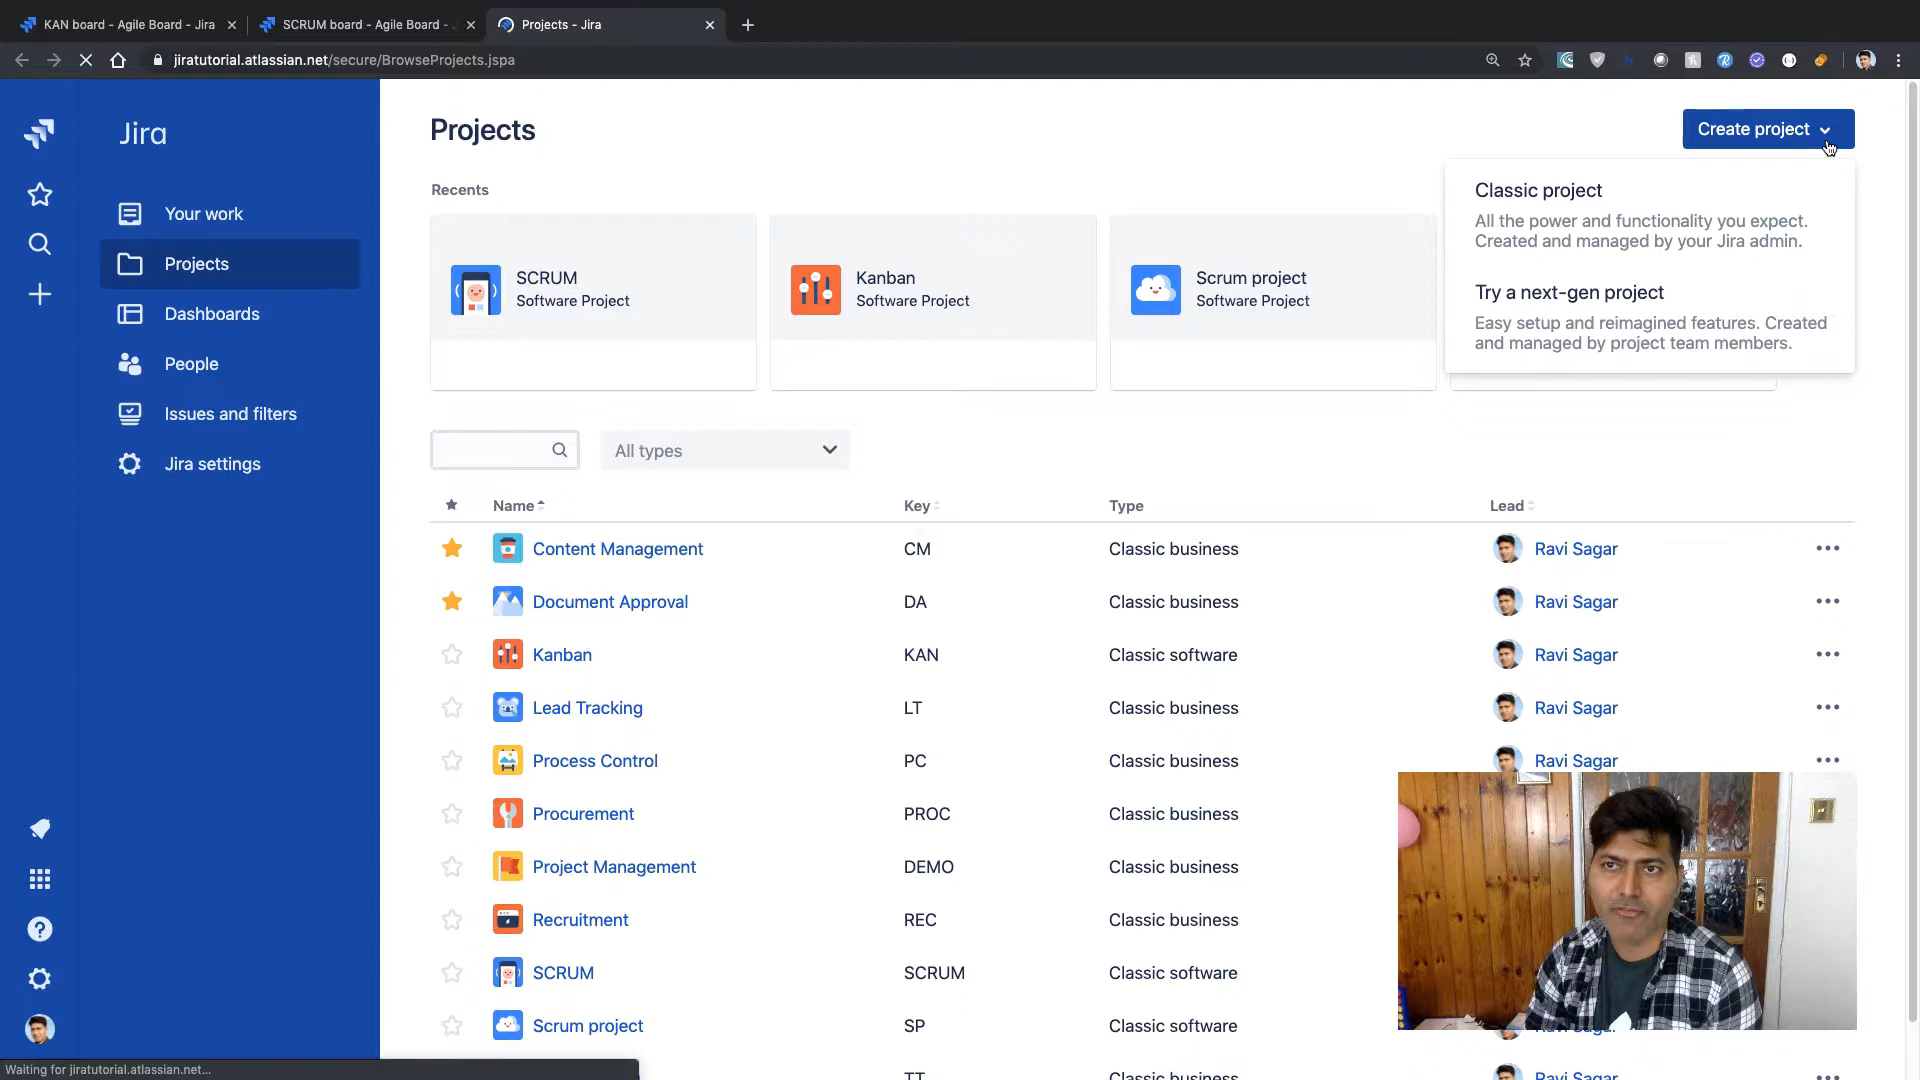 KAN board - Agile Board - Jira
SCRUM board - Agile Board -
Projects - Jira
jiratutorial.atlassian.net/secure/BrowseProjects.jspa
Jira
Your work
Projects
Dashboards
People
Issues and filters
Jira settings
Projects
Create project
Classic project
All the power and functionality you expect.
Created and managed by your Jira admin.
Try a next-gen project
Easy setup and reimagined features. Created
and managed by project team members.
Recents
SCRUM
Software Project
Kanban
Software Project
Scrum project
Software Project
All types
Name Key Type Lead
Content Management CM Classic business Ravi Sagar
Document Approval DA Classic business Ravi Sagar
Kanban KAN Classic software Ravi Sagar
Lead Tracking LT Classic business Ravi Sagar
Process Control PC Classic business Ravi Sagar
Procurement PROC Classic business
Project Management DEMO Classic business
Recruitment REC Classic business
SCRUM SCRUM Classic software
Scrum project SP Classic software Ravi Sagar
TT Classic business Ravi Sagar
Waiting for jiratutorial.atlassian.net...